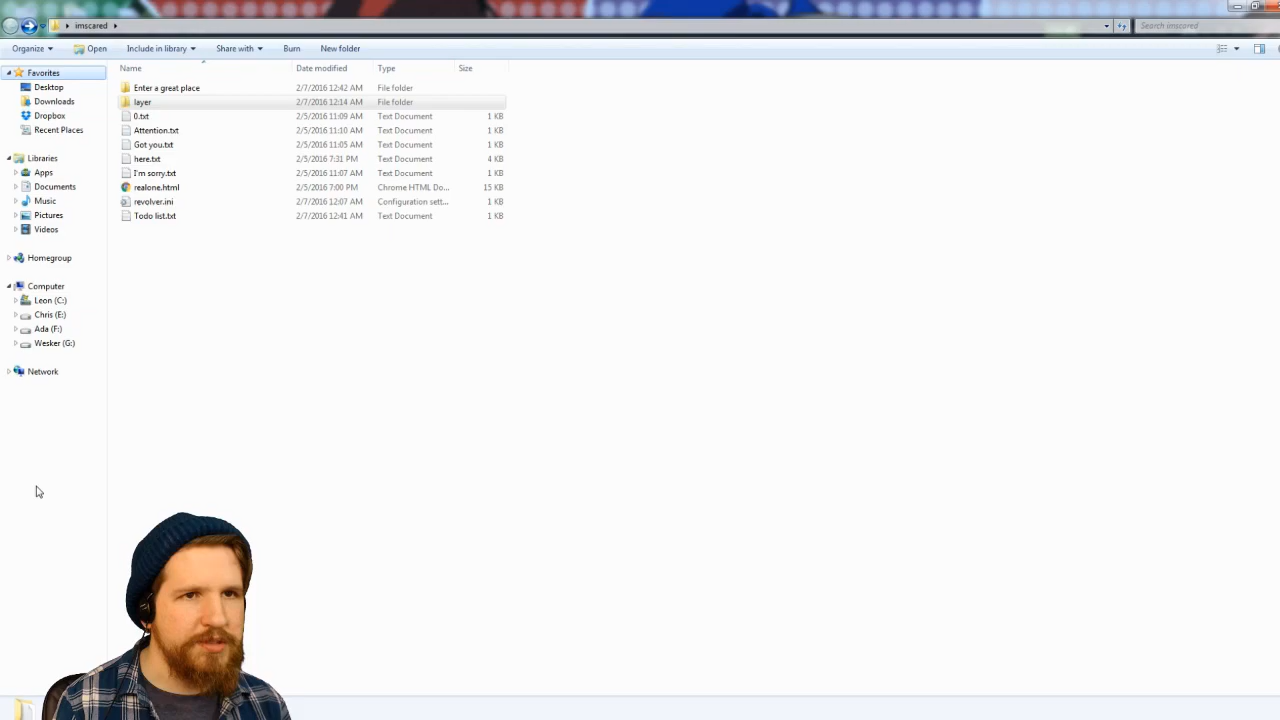 imscared
Search imscared
Organize Open Include in library Share with Burn New folder
Name Date modified Type Size
Favorites
Desktop
Downloads
Dropbox
Recent Places
Libraries
Apps
Documents
Music
Pictures
Videos
Homegroup
Computer
Leon (C:)
Chris (E:)
Ada (F:)
Wesker (G:)
Network
Enter a great place 2/7/2016 12:42 AM File folder
layer 2/7/2016 12:14 AM File folder
0.txt 2/5/2016 11:09 AM Text Document 1 KB
Attention.txt 2/5/2016 11:10 AM Text Document 1 KB
Got you.txt 2/5/2016 11:05 AM Text Document 1 KB
here.txt 2/5/2016 7:31 PM Text Document 4 KB
I'm sorry.txt 2/5/2016 11:07 AM Text Document 1 KB
realone.html 2/5/2016 7:00 PM Chrome HTML Do... 15 KB
revolver.ini 2/7/2016 12:07 AM Configuration sett... 1 KB
Todo list.txt 2/7/2016 12:41 AM Text Document 1 KB